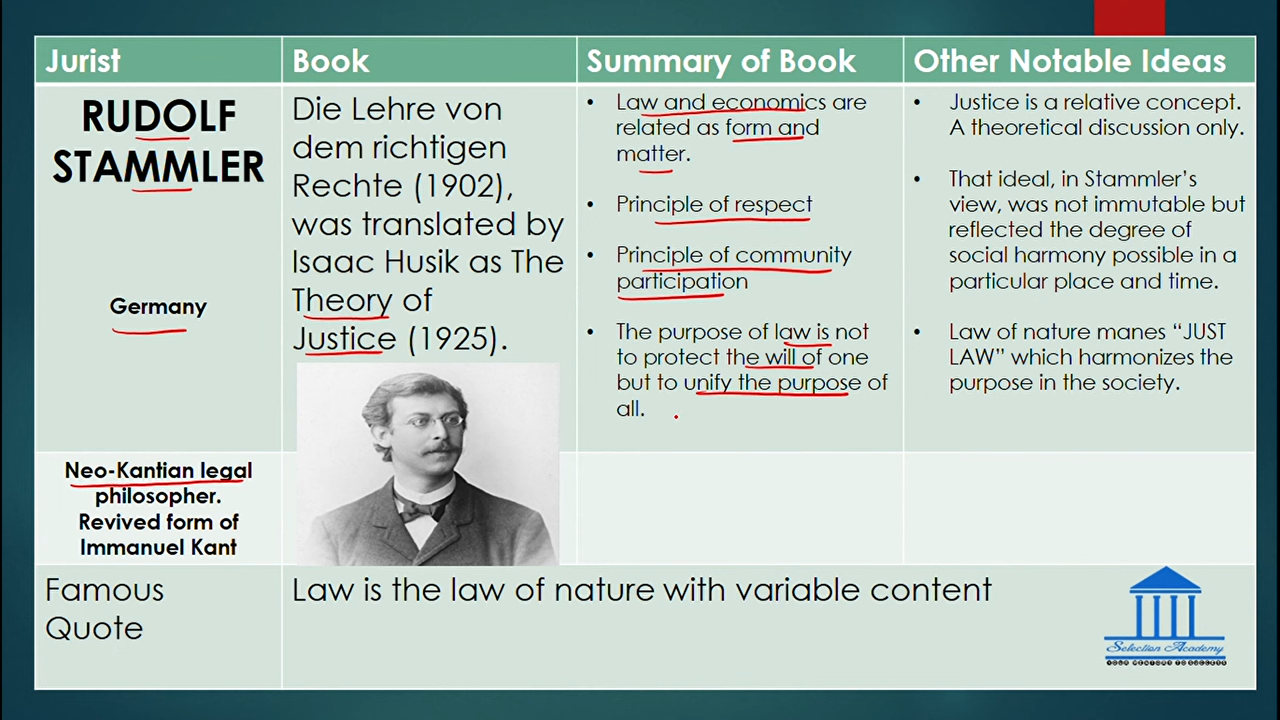 Jurist
Book
Summary of Book
Other Notable Ideas
RUDOLF
STAMMLER
Germany
Die Lehre von
dem richtigen
Rechte (1902),
was translated by
Isaac Husik as The
Theory of
Justice (1925).
• Law and economics are
related as form and
matter.
• Principle of respect
• Principle of community
participation
• The purpose of law is not
to protect the will of one
but to unify the purpose of
all.
• Justice is a relative concept.
A theoretical discussion only.
• That ideal, in Stammler's
view, was not immutable but
reflected the degree of
social harmony possible in a
particular place and time.
• Law of nature manes “JUST
LAW” which harmonizes the
purpose in the society.
Neo-Kantian legal
philosopher.
Revived form of
Immanuel Kant
Famous
Quote
Law is the law of nature with variable content
Selection Academy
YOUR MENTORS TO SUCCESS